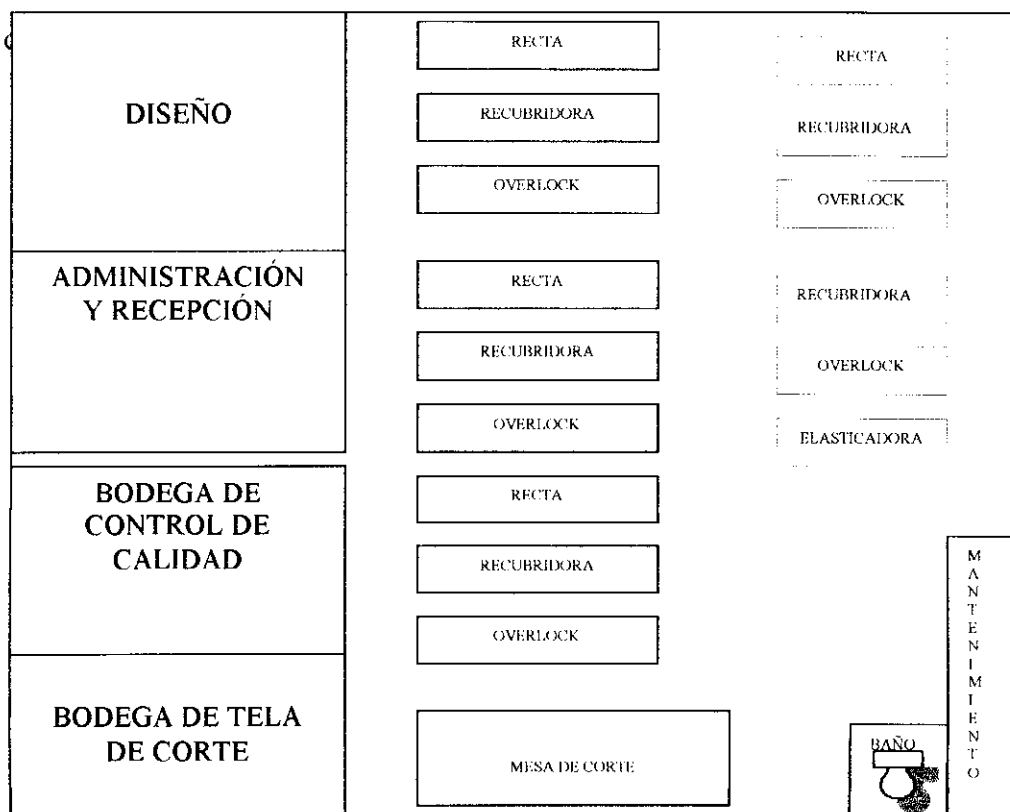 DISEÑO
ADMINISTRACIÓN
Y RECEPCIÓN
BODEGA DE
CONTROL DE
CALIDAD
BODEGA DE TELA
DE CORTE
RECTA
RECUBRIDORA
OVERLOCK
RECTA
RECUBRIDORA
OVERLOCK
RECTA
RECUBRIDORA
OVERLOCK
MESA DE CORTE
RECTA
RECUBRIDORA
OVERLOCK
RECUBRIDORA
OVERLOCK
ELASTICADORA
MANTENIMIENTO
BAÑO